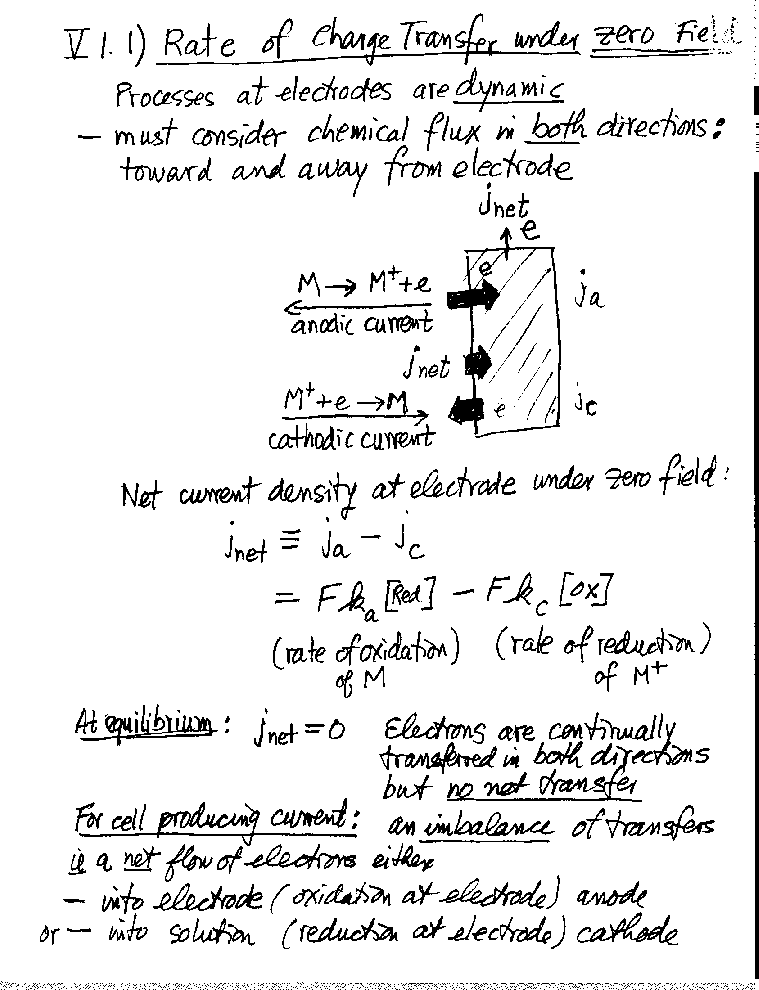 VI. 1) Rate of Charge Transfer under zero Field
Processes at electrodes are dynamic
– must consider chemical flux in both directions:
toward and away from electrode
jnet
e
e
M → M⁺+e
ja
anodic current
jnet
M⁺+e → M
e
jc
cathodic current
Net current density at electrode under zero field:
jnet ≡ ja – jc
= Fka[Red] – Fkc[ox]
(rate of oxidation) (rate of reduction)
of M of M⁺
At equilibrium: jnet = 0 Electrons are continually
transferred in both directions
but no net transfer
For cell producing current: an imbalance of transfers
is a net flow of electrons either
– into electrode (oxidation at electrode) anode
or – into solution (reduction at electrode) cathode